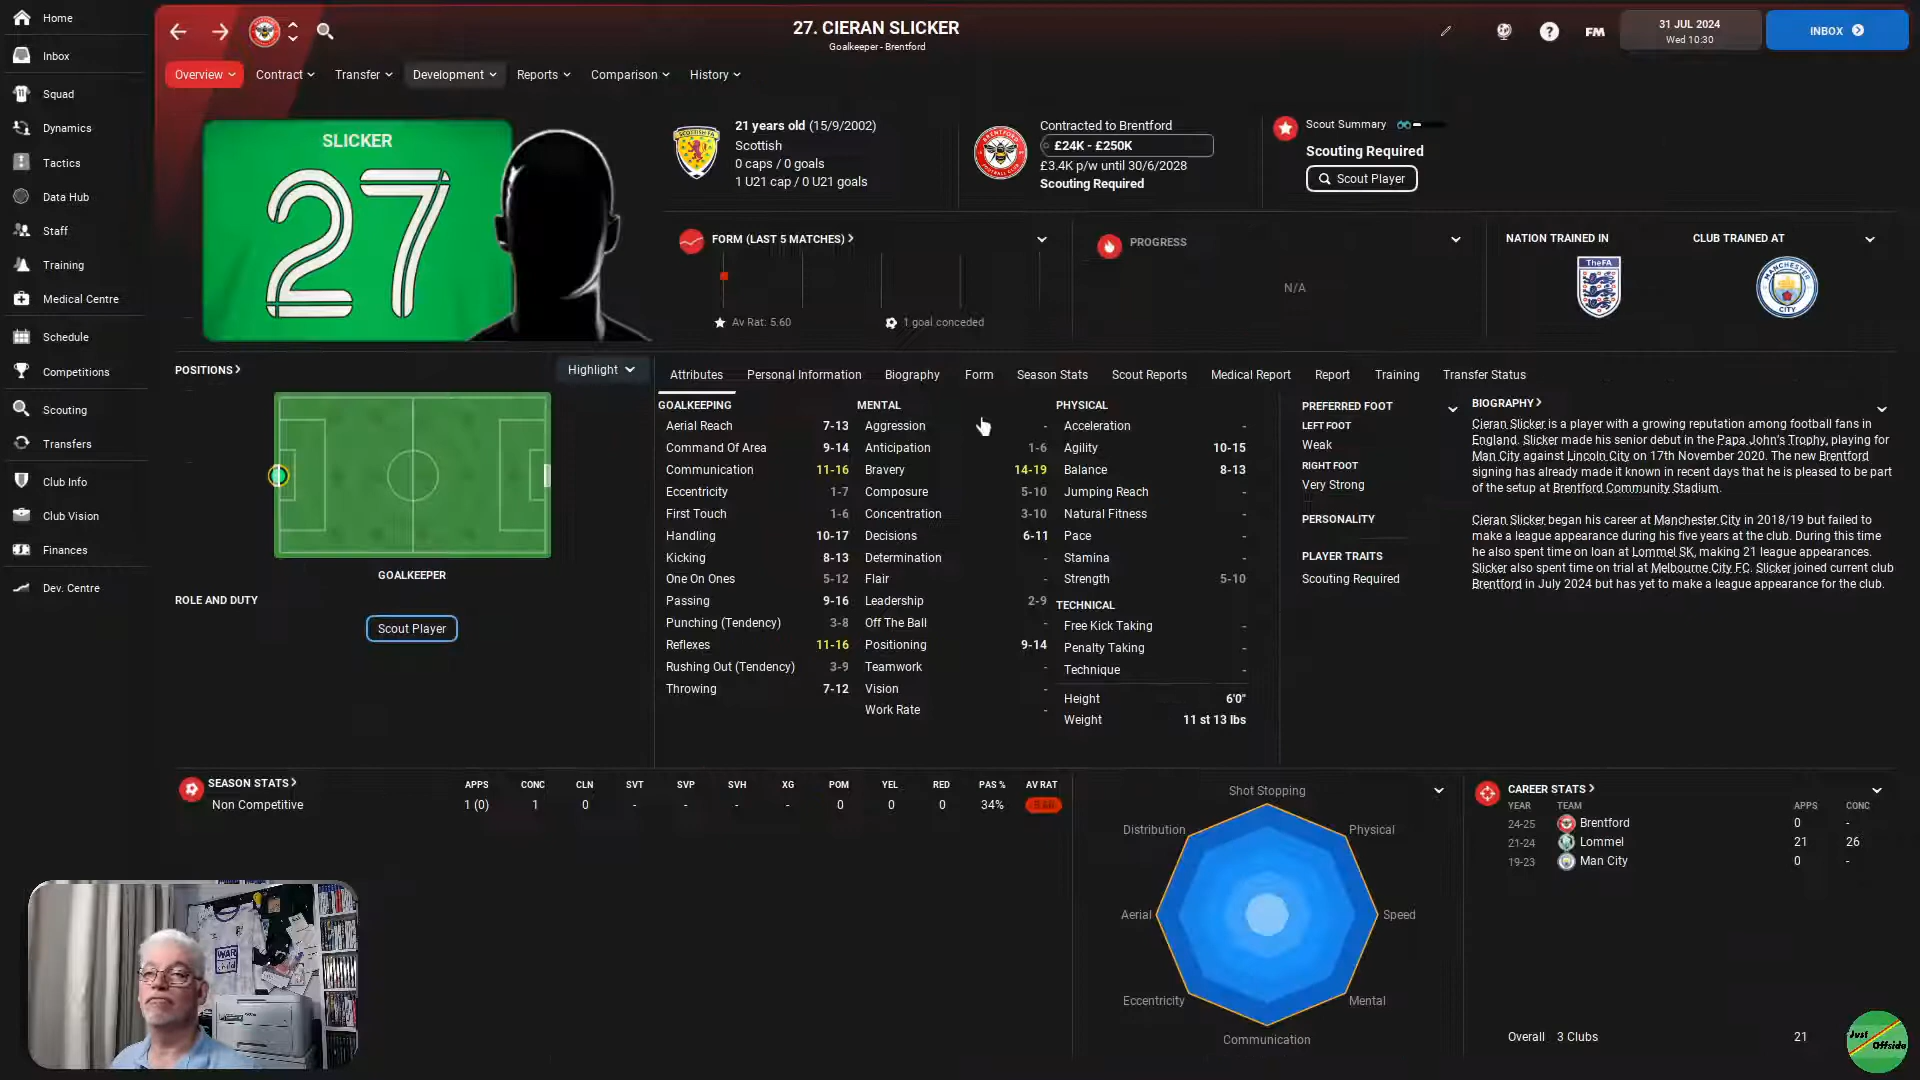 Home
Inbox
Squad
Dynamics
Tactics
Data Hub
Staff
Training
Medical Centre
Schedule
Competitions
Scouting
Transfers
Club Info
Club Vision
Finances
Dev. Centre
27. CIERAN SLICKER
Goalkeeper - Brentford
FM
31 JUL 2024
Wed 10:30
INBOX
Overview Contract Transfer Development Reports Comparison History
SLICKER
27
21 years old (15/9/2002)
Scottish
0 caps / 0 goals
1 U21 cap / 0 U21 goals
Contracted to Brentford
£24K - £250K
£3.4K p/w until 30/6/2028
Scouting Required
Scout Summary
Scouting Required
Scout Player
FORM (LAST 5 MATCHES)
Av Rat: 5.60 1 goal conceded
PROGRESS
N/A
NATION TRAINED IN
TheFA
CLUB TRAINED AT
MANCHESTER
CITY
POSITIONS
Highlight
GOALKEEPER
ROLE AND DUTY
Scout Player
Attributes Personal Information Biography Form Season Stats Scout Reports Medical Report Report Training Transfer Status
GOALKEEPING
Aerial Reach 7-13
Command Of Area 9-14
Communication 11-16
Eccentricity 1-7
First Touch 1-6
Handling 10-17
Kicking 8-13
One On Ones 5-12
Passing 9-16
Punching (Tendency) 3-8
Reflexes 11-16
Rushing Out (Tendency) 3-9
Throwing 7-12
MENTAL
Aggression -
Anticipation 1-6
Bravery 14-19
Composure 5-10
Concentration 3-10
Decisions 6-11
Determination -
Flair -
Leadership 2-9
Off The Ball -
Positioning 9-14
Teamwork -
Vision -
Work Rate -
PHYSICAL
Acceleration -
Agility 10-15
Balance 8-13
Jumping Reach -
Natural Fitness -
Pace -
Stamina -
Strength 5-10
TECHNICAL
Free Kick Taking -
Penalty Taking -
Technique -
Height 6'0"
Weight 11 st 13 lbs
PREFERRED FOOT
LEFT FOOT
Weak
RIGHT FOOT
Very Strong
PERSONALITY
PLAYER TRAITS
Scouting Required
BIOGRAPHY
Cieran Slicker is a player with a growing reputation among football fans in
England. Slicker made his senior debut in the Papa John's Trophy, playing for
Man City against Lincoln City on 17th November 2020. The new Brentford
signing has already made it known in recent days that he is pleased to be part
of the setup at Brentford Community Stadium.
Cieran Slicker began his career at Manchester City in 2018/19 but failed to
make a league appearance during his five years at the club. During this time
he also spent time on loan at Lommel SK, making 21 league appearances.
Slicker also spent time on trial at Melbourne City FC. Slicker joined current club
Brentford in July 2024 but has yet to make a league appearance for the club.
SEASON STATS APPS CONC CLN SVT SVP SVH XG POM YEL RED PAS % AV RAT
Non Competitive 1 (0) 1 0 - - - - 0 0 0 34%
Shot Stopping
Physical
Speed
Mental
Communication
Eccentricity
Aerial
Distribution
CAREER STATS
YEAR TEAM APPS CONC
24-25 Brentford 0 -
21-24 Lommel 21 26
19-23 Man City 0 -
Overall 3 Clubs 21
Just
Offside